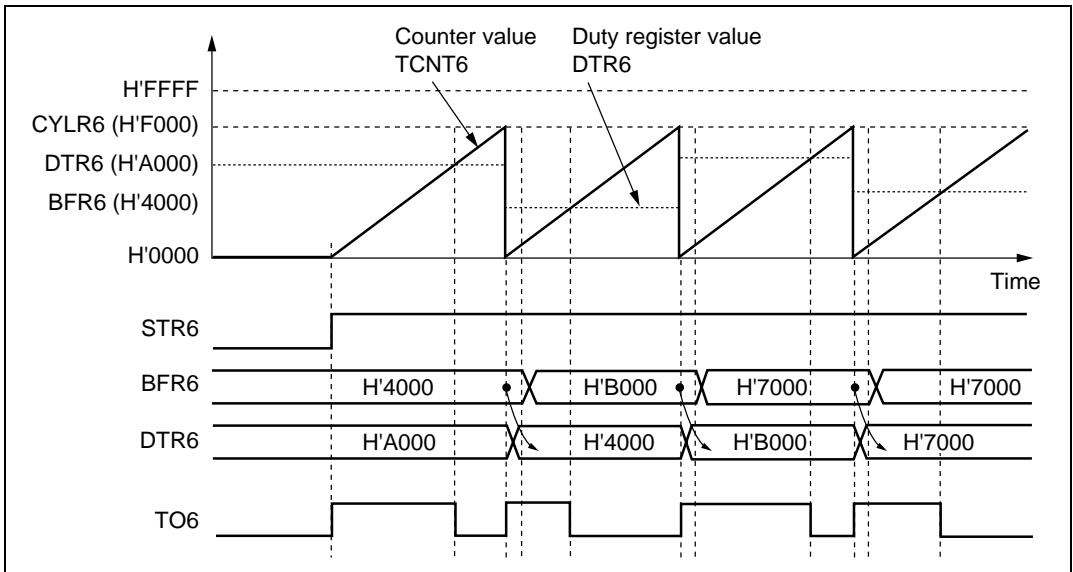 Counter value Duty register value
TCNT6 DTR6
H'FFFF
CYLR6 (H'F000)
DTR6 (H'A000)
BFR6 (H'4000)
H'0000
Time
STR6
BFR6 H'4000 H'B000 H'7000 H'7000
DTR6 H'A000 H'4000 H'B000 H'7000
TO6